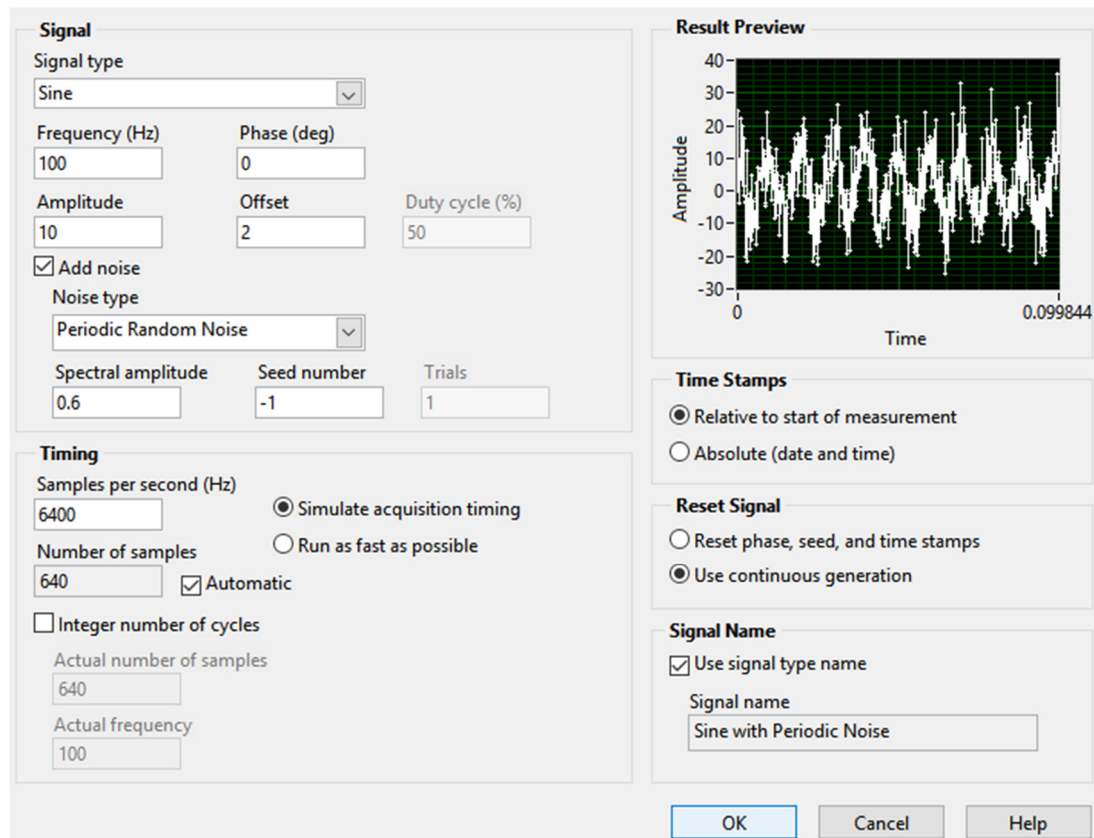 Signal
Signal type
Sine
Frequency (Hz) Phase (deg)
100 0
Amplitude Offset Duty cycle (%)
10 2 50
Add noise
Noise type
Periodic Random Noise
Spectral amplitude Seed number Trials
0.6 -1 1
Timing
Samples per second (Hz)
6400
Simulate acquisition timing
Run as fast as possible
Number of samples
640 Automatic
Integer number of cycles
Actual number of samples
640
Actual frequency
100
Result Preview
40
30
20
10
0
-10
-20
-30
Amplitude
0 0.099844
Time
Time Stamps
Relative to start of measurement
Absolute (date and time)
Reset Signal
Reset phase, seed, and time stamps
Use continuous generation
Signal Name
Use signal type name
Signal name
Sine with Periodic Noise
OK Cancel Help